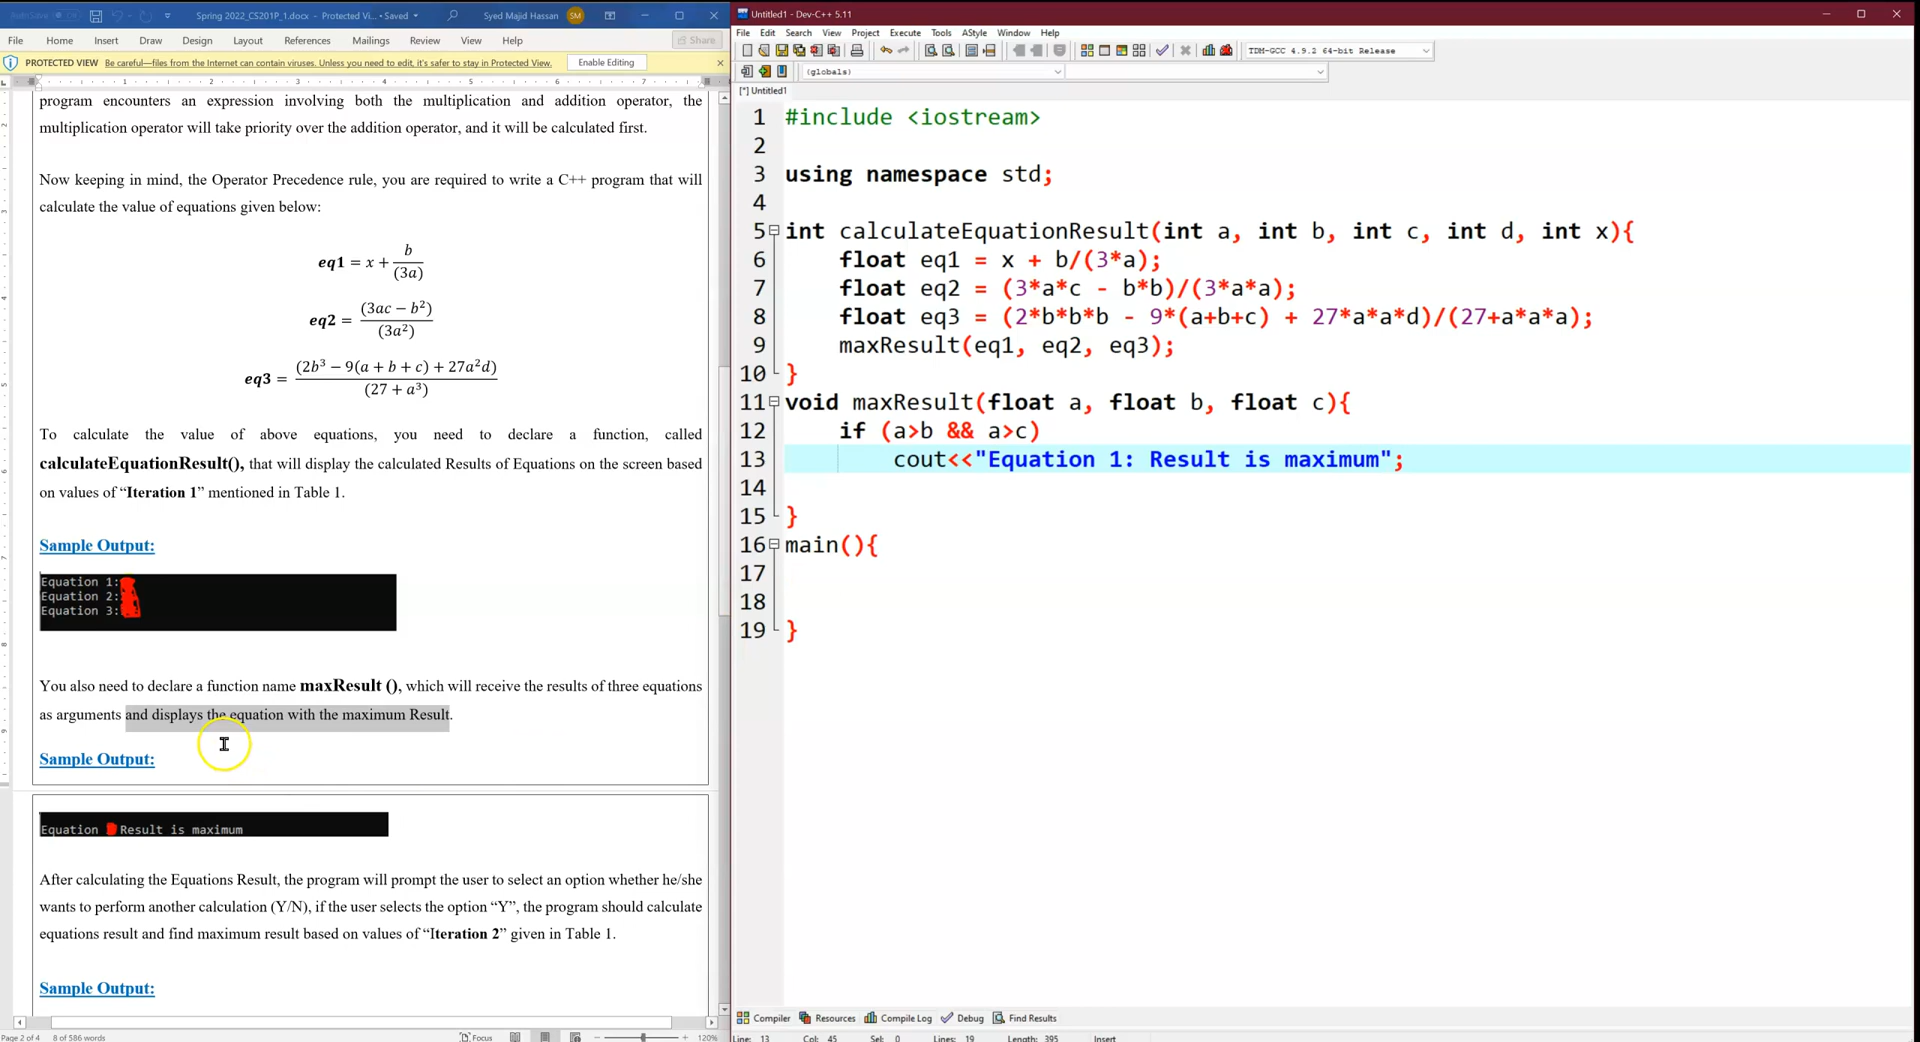 AutoSave
Off
Spring 2022_CS201P_1.docx - Protected Vi... • Saved
Syed Majid Hassan
SM
File Home Insert Draw Design Layout References Mailings Review View Help
Share
PROTECTED VIEW Be careful—files from the Internet can contain viruses. Unless you need to edit, it's safer to stay in Protected View. Enable Editing
program encounters an expression involving both the multiplication and addition operator, the
multiplication operator will take priority over the addition operator, and it will be calculated first.
Now keeping in mind, the Operator Precedence rule, you are required to write a C++ program that will
calculate the value of equations given below:
eq1 = x + b/(3a)
eq2 = (3ac − b²)/(3a²)
eq3 = (2b³ − 9(a + b + c) + 27a²d)/(27 + a³)
To calculate the value of above equations, you need to declare a function, called
calculateEquationResult(), that will display the calculated Results of Equations on the screen based
on values of “Iteration 1” mentioned in Table 1.
Sample Output:
Equation 1:
Equation 2:
Equation 3:
You also need to declare a function name maxResult (), which will receive the results of three equations
as arguments and displays the equation with the maximum Result.
Sample Output:
Equation Result is maximum
After calculating the Equations Result, the program will prompt the user to select an option whether he/she
wants to perform another calculation (Y/N), if the user selects the option “Y”, the program should calculate
equations result and find maximum result based on values of “Iteration 2” given in Table 1.
Sample Output:
Page 2 of 4 8 of 586 words Focus 120%
Untitled1 - Dev-C++ 5.11
File Edit Search View Project Execute Tools AStyle Window Help
TDM-GCC 4.9.2 64-bit Release
(globals)
[*] Untitled1
1 #include <iostream>
2
3 using namespace std;
4
5 int calculateEquationResult(int a, int b, int c, int d, int x){
6 float eq1 = x + b/(3*a);
7 float eq2 = (3*a*c - b*b)/(3*a*a);
8 float eq3 = (2*b*b*b - 9*(a+b+c) + 27*a*a*d)/(27+a*a*a);
9 maxResult(eq1, eq2, eq3);
10 }
11 void maxResult(float a, float b, float c){
12 if (a>b && a>c)
13 cout<<"Equation 1: Result is maximum";
14
15 }
16 main(){
17
18
19 }
Compiler Resources Compile Log Debug Find Results
Line: 13 Col: 45 Sel: 0 Lines: 19 Length: 395 Insert